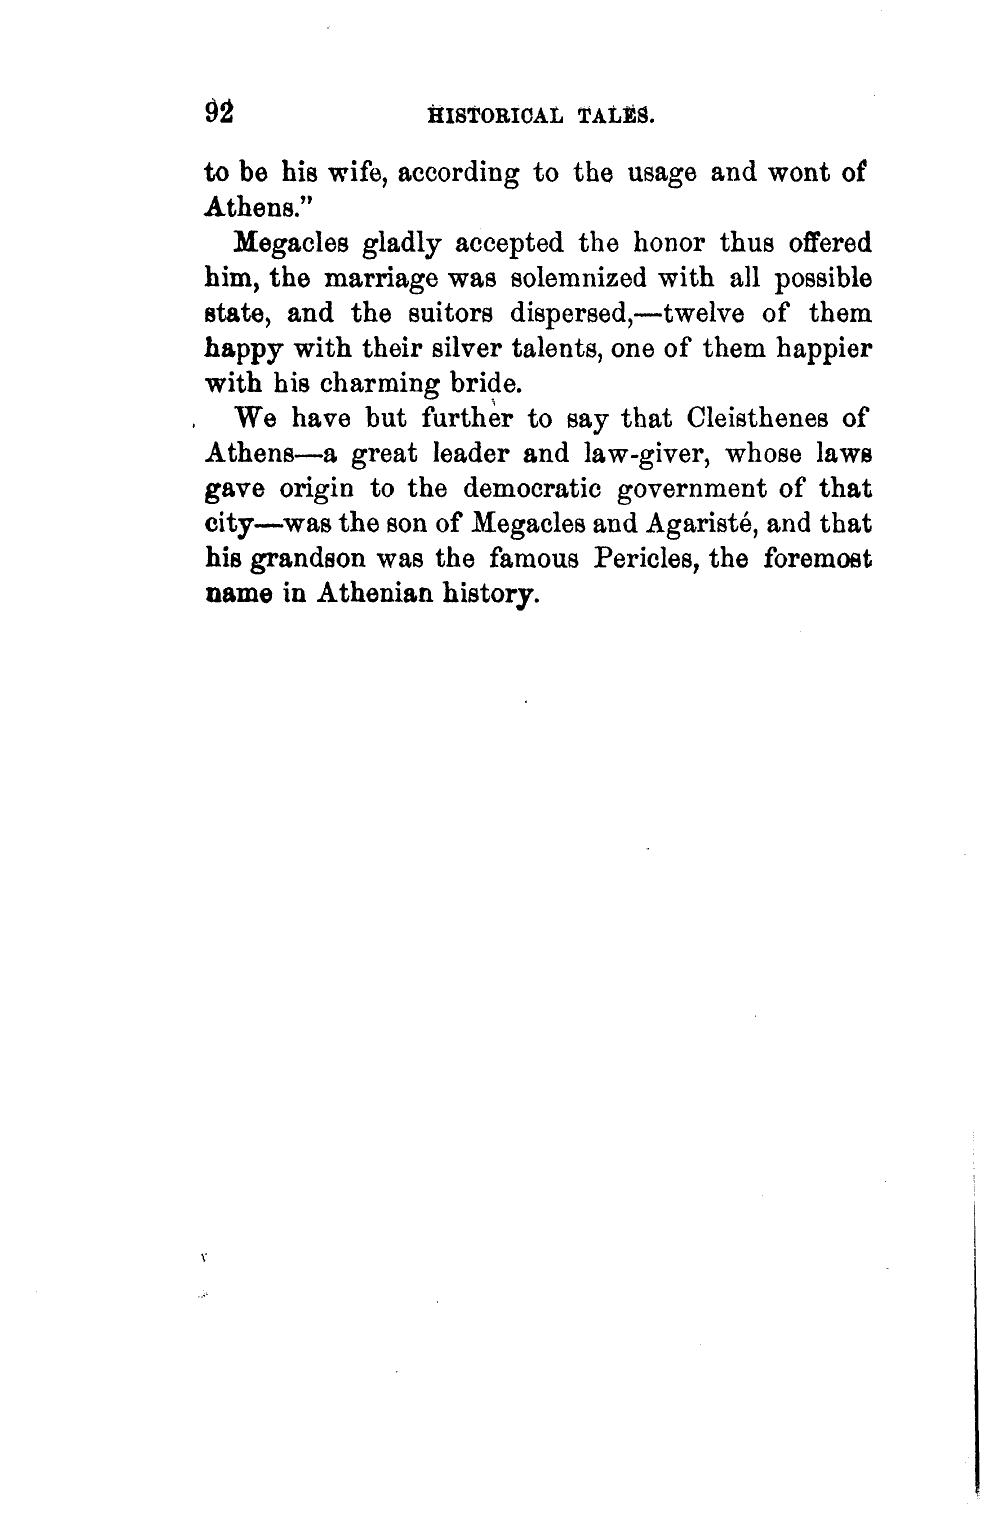 92 HISTORICAL TALES.
to be his wife, according to the usage and wont of
Athens.”
Megacles gladly accepted the honor thus offered
him, the marriage was solemnized with all possible
state, and the suitors dispersed,—twelve of them
happy with their silver talents, one of them happier
with his charming bride.
We have but further to say that Cleisthenes of
Athens—a great leader and law-giver, whose laws
gave origin to the democratic government of that
city—was the son of Megacles and Agaristé, and that
his grandson was the famous Pericles, the foremost
name in Athenian history.